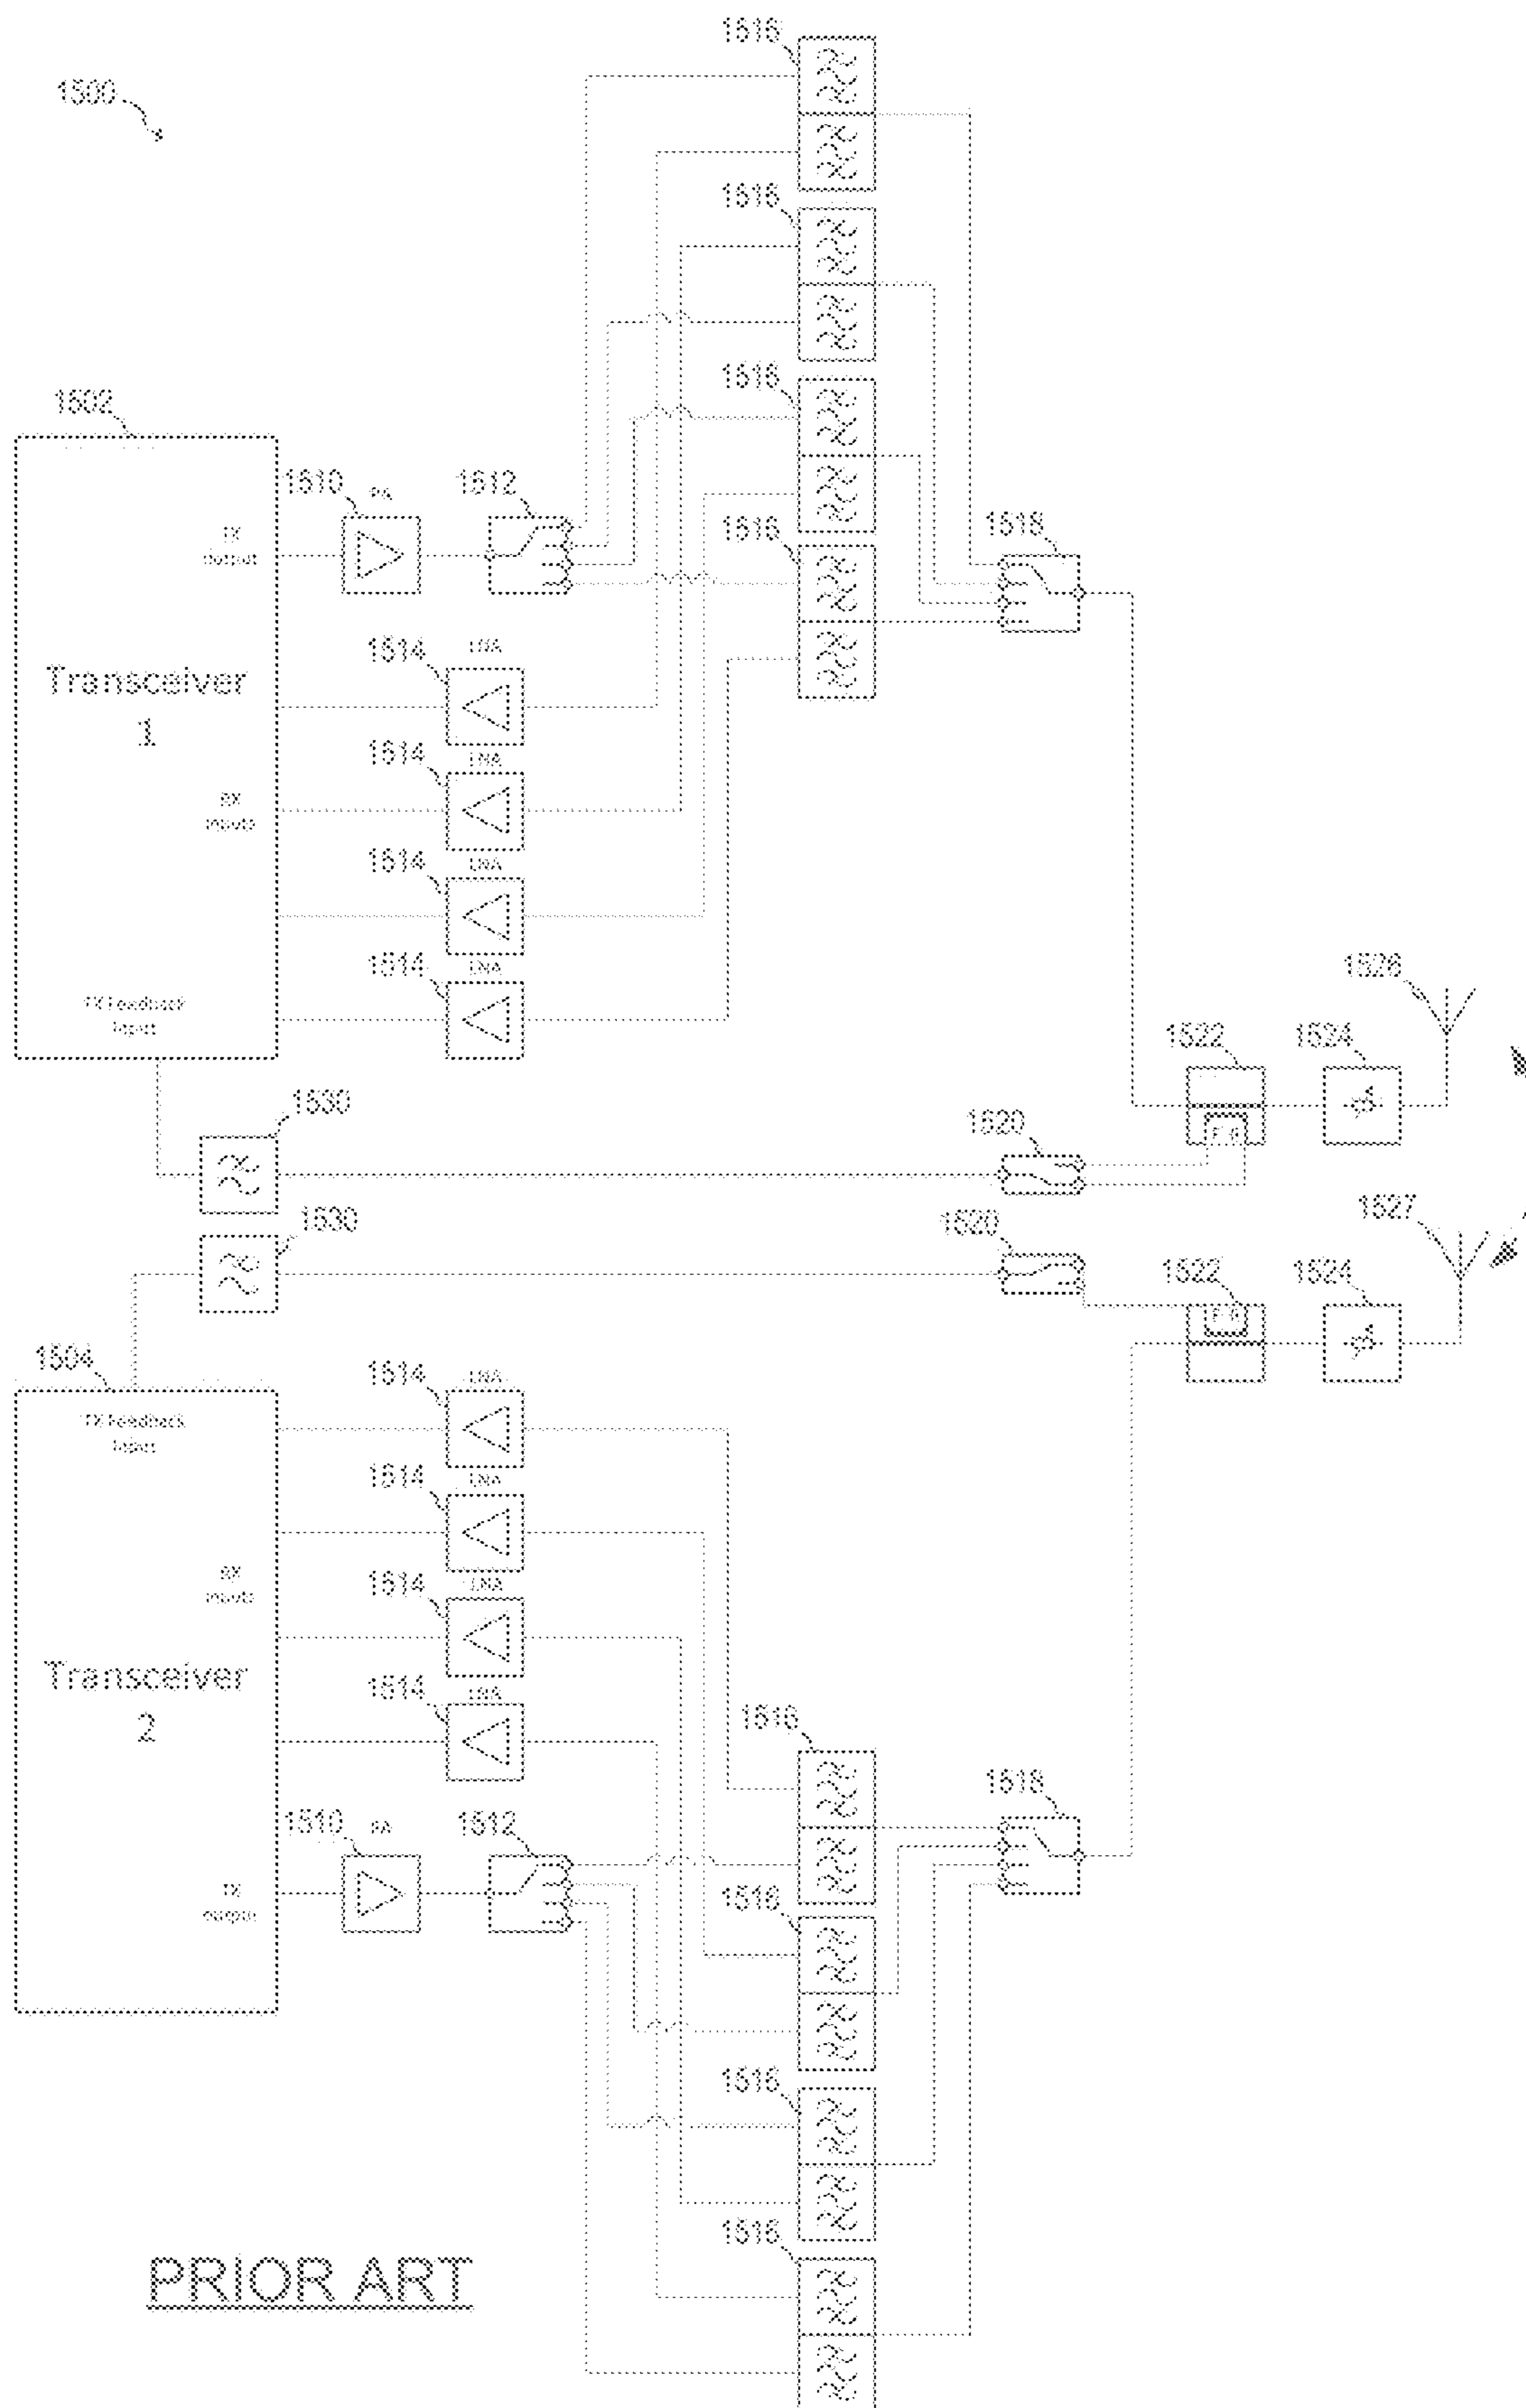 1516
1500
1516
1516
1502
1510
PA
1512
1516
1518
TX
output
1514
LNA
Transceiver
1
1514
LNA
RX
inputs
1514
LNA
1514
LNA
TX Feedback
Input
1526
1522
1524
1530
1520
F-R
1530
1520
1527
1522
1524
F-R
1504
1514
LNA
TX Feedback
Input
1514
LNA
RX
inputs
1514
LNA
Transceiver
2
1514
LNA
1516
1518
1510
PA
1512
TX
output
1516
1516
1516
PRIOR ART